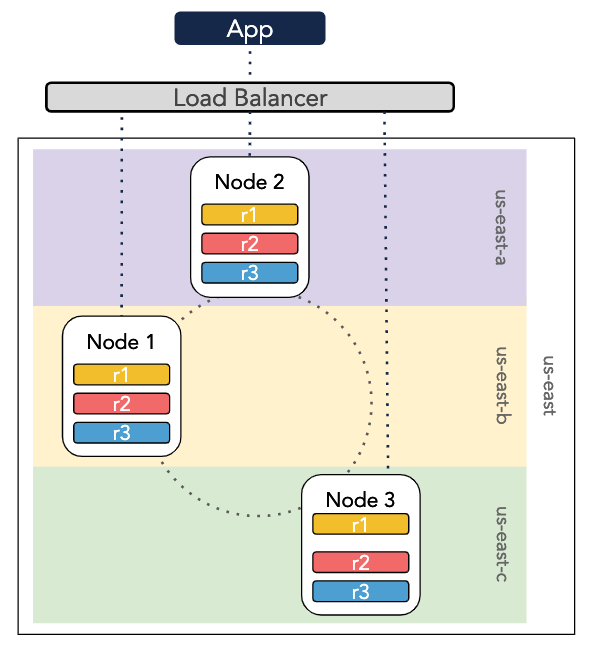 App
Load Balancer
Node 2
r1
r2
r3
us-east-a
Node 1
r1
r2
r3
us-east-b
us-east
Node 3
r1
r2
r3
us-east-c